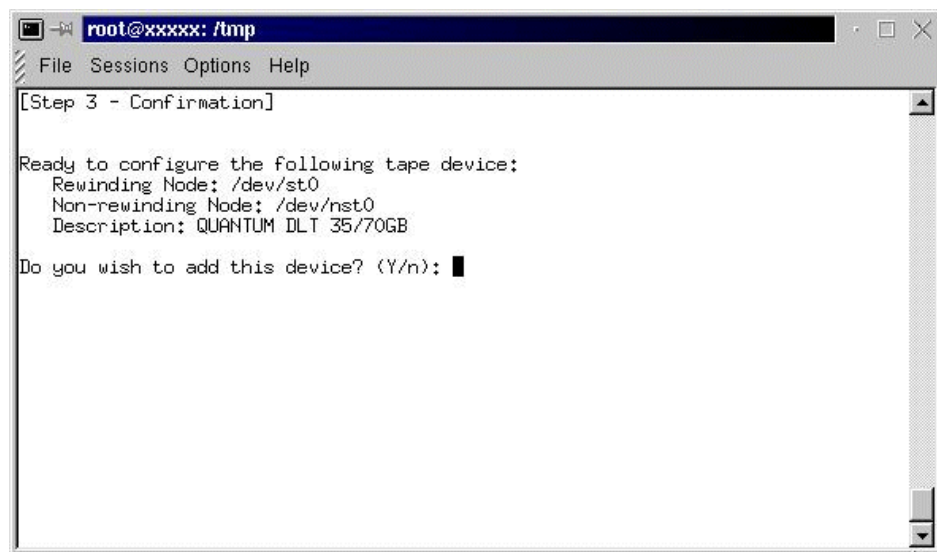 root@xxxxx: /tmp
File Sessions Options Help
[Step 3 - Confirmation]
Ready to configure the following tape device:
Rewinding Node: /dev/st0
Non-rewinding Node: /dev/nst0
Description: QUANTUM DLT 35/70GB
Do you wish to add this device? (Y/n):